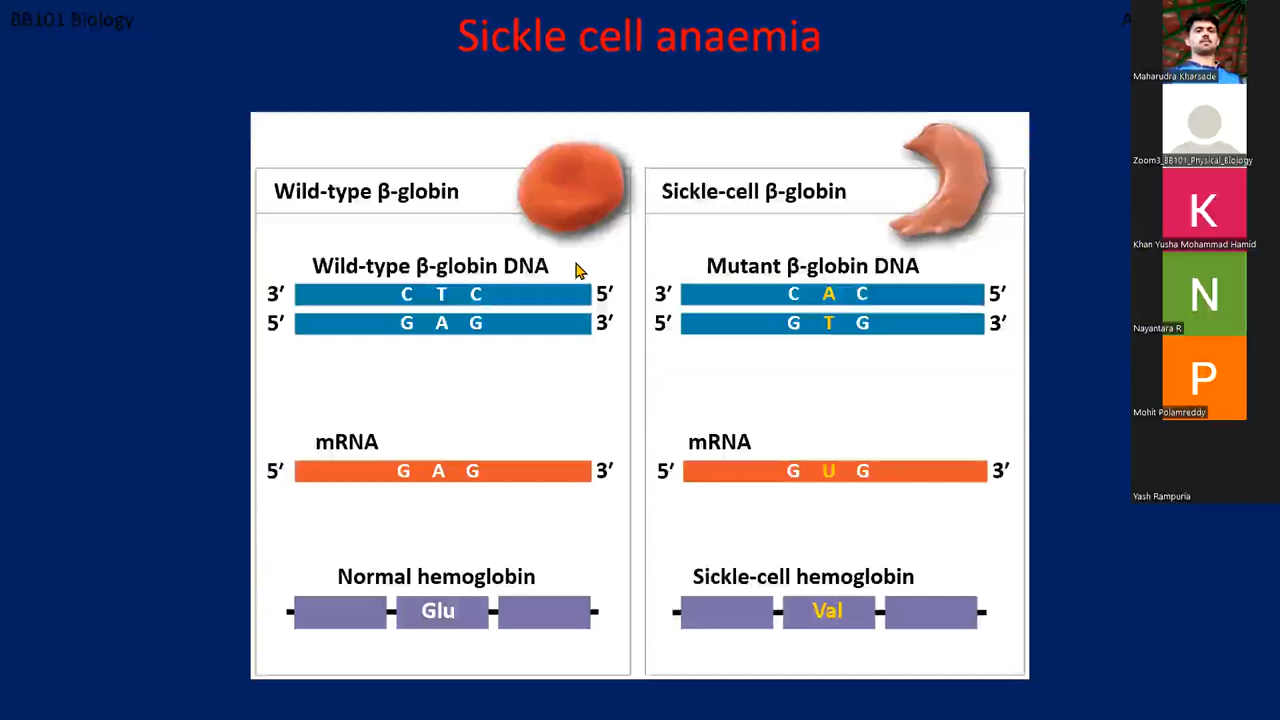 BB101 Biology
Sickle cell anaemia
Wild-type β-globin
Wild-type β-globin DNA
3′ C T C 5′
5′ G A G 3′
mRNA
5′ G A G 3′
Normal hemoglobin
Glu
Sickle-cell β-globin
Mutant β-globin DNA
3′ C A C 5′
5′ G T G 3′
mRNA
5′ G U G 3′
Sickle-cell hemoglobin
Val
Maharudra Kharsade
Zoom3_BB101_Physical_Biology
K
Khan Yusha Mohammad Hamid
N
Nayantara R
P
Mohit Polamreddy
Yash Rampuria